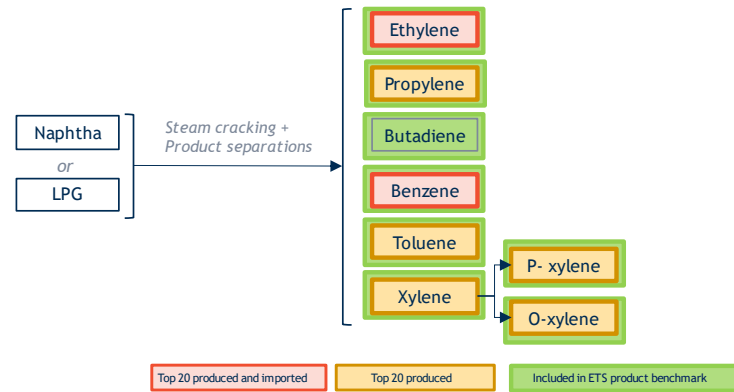 Ethylene
Propylene
Naphtha
or
LPG
Steam cracking +
Product separations
Butadiene
Benzene
Toluene
Xylene
P- xylene
O-xylene
Top 20 produced and imported
Top 20 produced
Included in ETS product benchmark